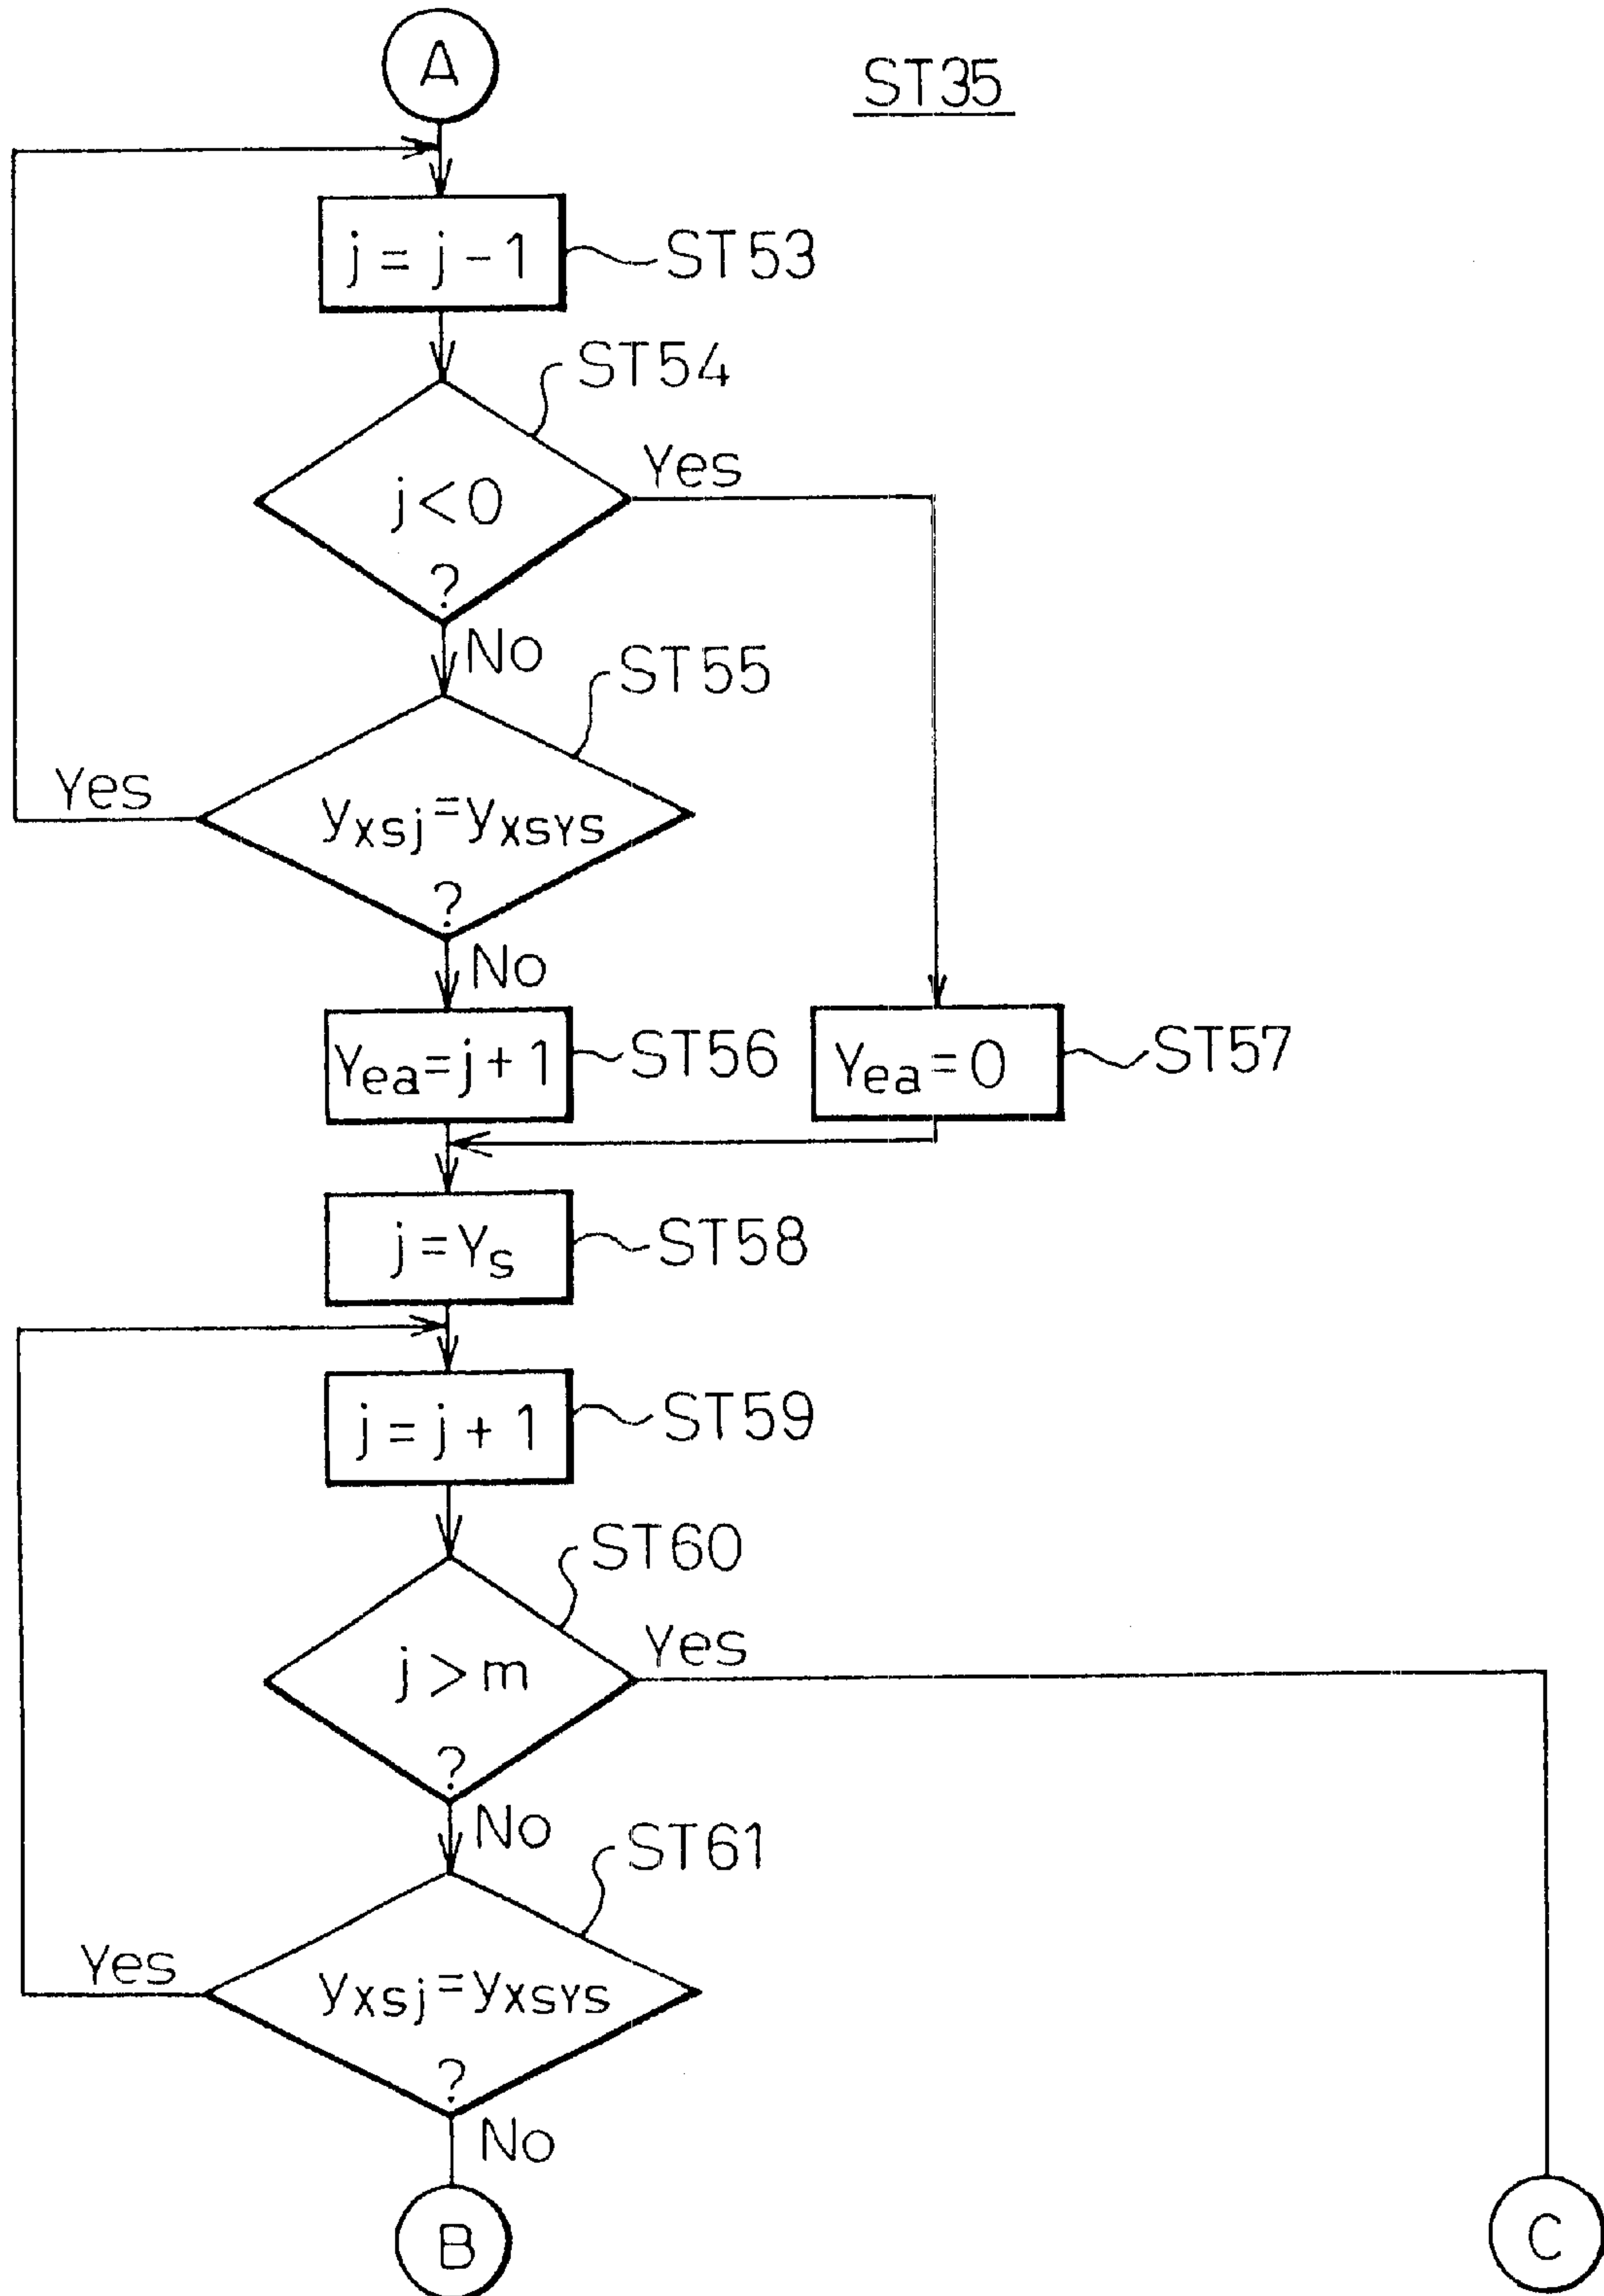 A
ST35
j = j - 1
ST53
ST54
j < 0
?
Yes
No
ST55
yxsj = yxsYs
?
Yes
No
Yea = j + 1
ST56
Yea = 0
ST57
j = Ys
ST58
j = j + 1
ST59
ST60
j > m
?
Yes
No
ST61
yxsj = yxsYs
?
Yes
No
B
C